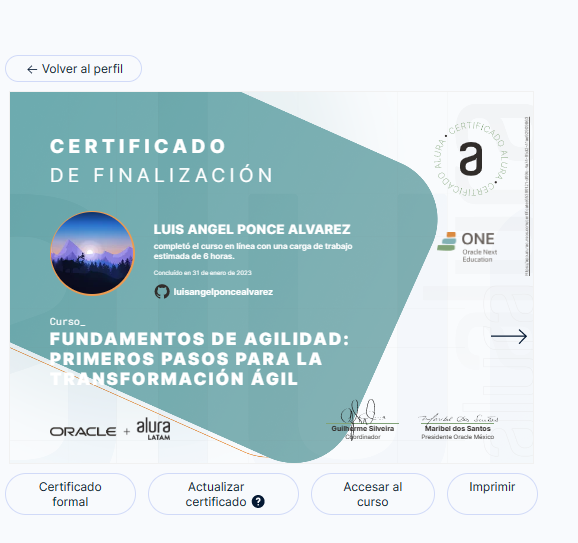 ← Volver al perfil
CERTIFICADO
DE FINALIZACIÓN
CERTIFICADO ALURA • CERTIFICADO ALURA •
a
LUIS ANGEL PONCE ALVAREZ
completó el curso en línea con una carga de trabajo
estimada de 6 horas.
Concluido en 31 de enero de 2023
luisangelponcealvarez
ONE
Oracle Next
Education
Curso_
FUNDAMENTOS DE AGILIDAD:
PRIMEROS PASOS PARA LA
TRANSFORMACIÓN ÁGIL
ORACLE + alura
LATAM
Guilherme Silveira
Coordinador
Maribel dos Santos
Presidente Oracle México
Certificado
formal
Actualizar
certificado ?
Accesar al
curso
Imprimir